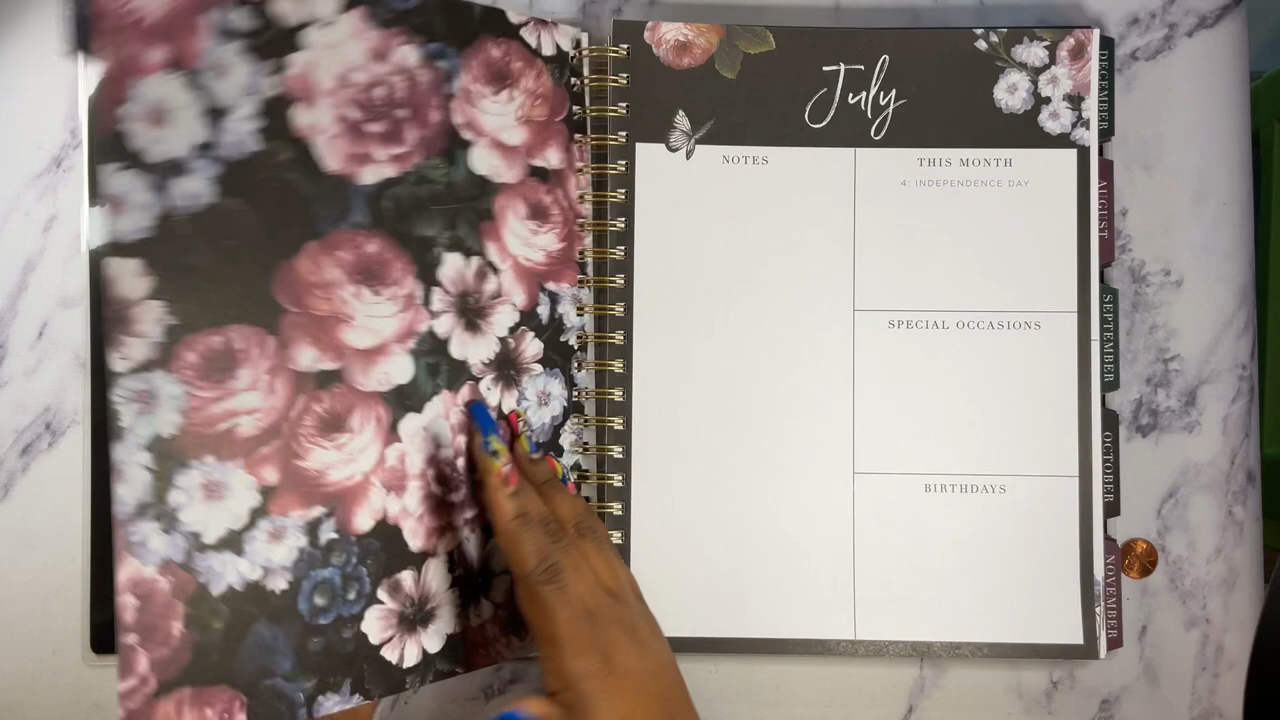 July
NOTES
THIS MONTH
4: INDEPENDENCE DAY
SPECIAL OCCASIONS
BIRTHDAYS
DECEMBER
AUGUST
SEPTEMBER
OCTOBER
NOVEMBER